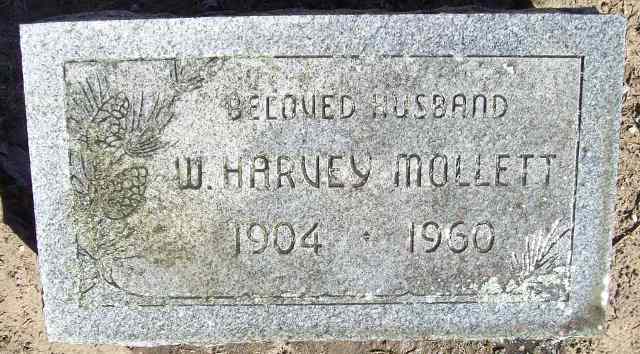 BELOVED HUSBAND
W. HARVEY MOLLETT
1904 · 1960